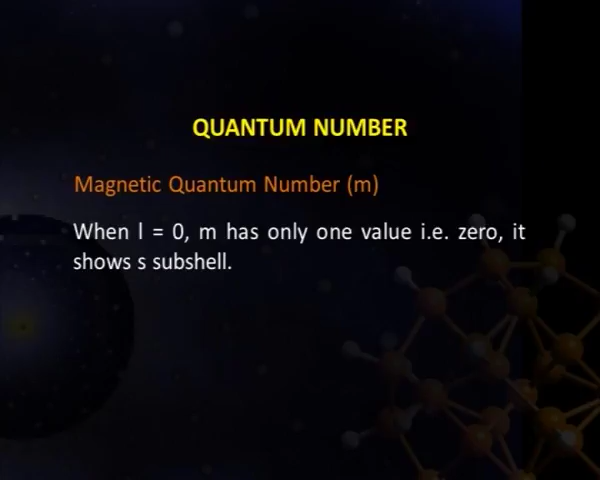 QUANTUM NUMBER
Magnetic Quantum Number (m)
When l = 0, m has only one value i.e. zero, it
shows s subshell.